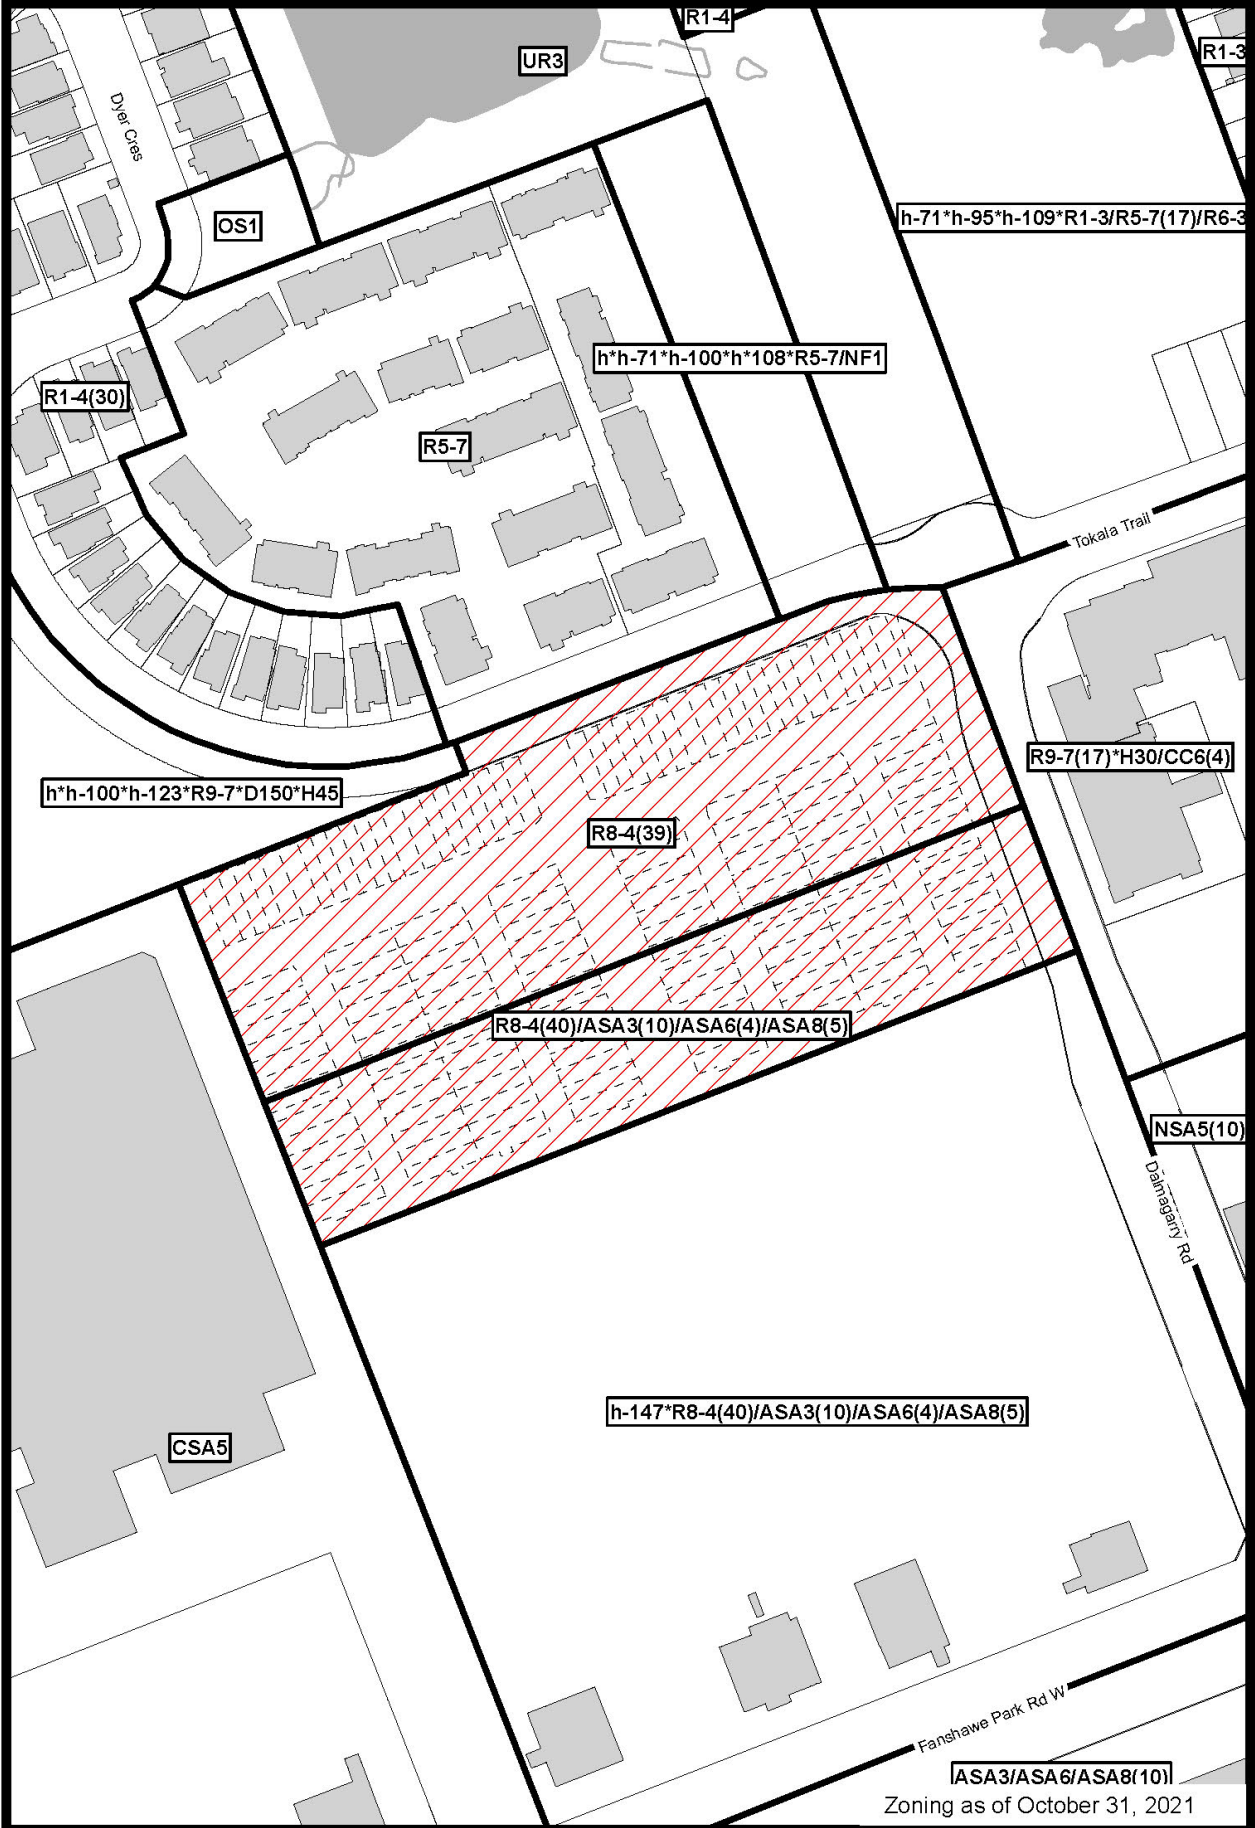 R1-4
UR3
R1-3
Dyer Cres
OS1
h-71*h-95*h-109*R1-3/R5-7(17)/R6-3
h*h-71*h-100*h*108*R5-7/NF1
R1-4(30)
R5-7
Tokala Trail
R9-7(17)*H30/CC6(4)
h*h-100*h-123*R9-7*D150*H45
R8-4(39)
R8-4(40)/ASA3(10)/ASA6(4)/ASA8(5)
NSA5(10)
Dalmagarry Rd
h-147*R8-4(40)/ASA3(10)/ASA6(4)/ASA8(5)
CSA5
Fanshawe Park Rd W
ASA3/ASA6/ASA8(10)
Zoning as of October 31, 2021